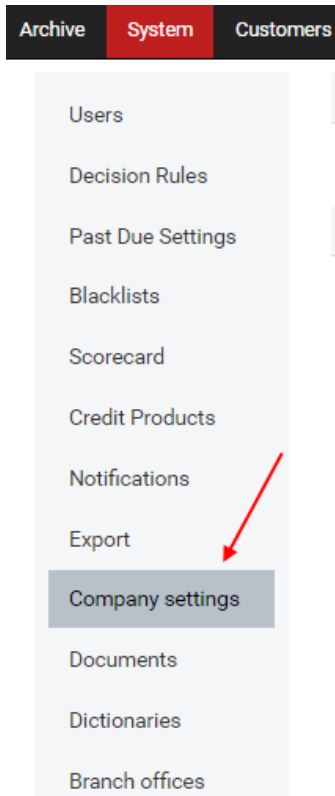 Archive System Customers
Users
Decision Rules
Past Due Settings
Blacklists
Scorecard
Credit Products
Notifications
Export
Company settings
Documents
Dictionaries
Branch offices